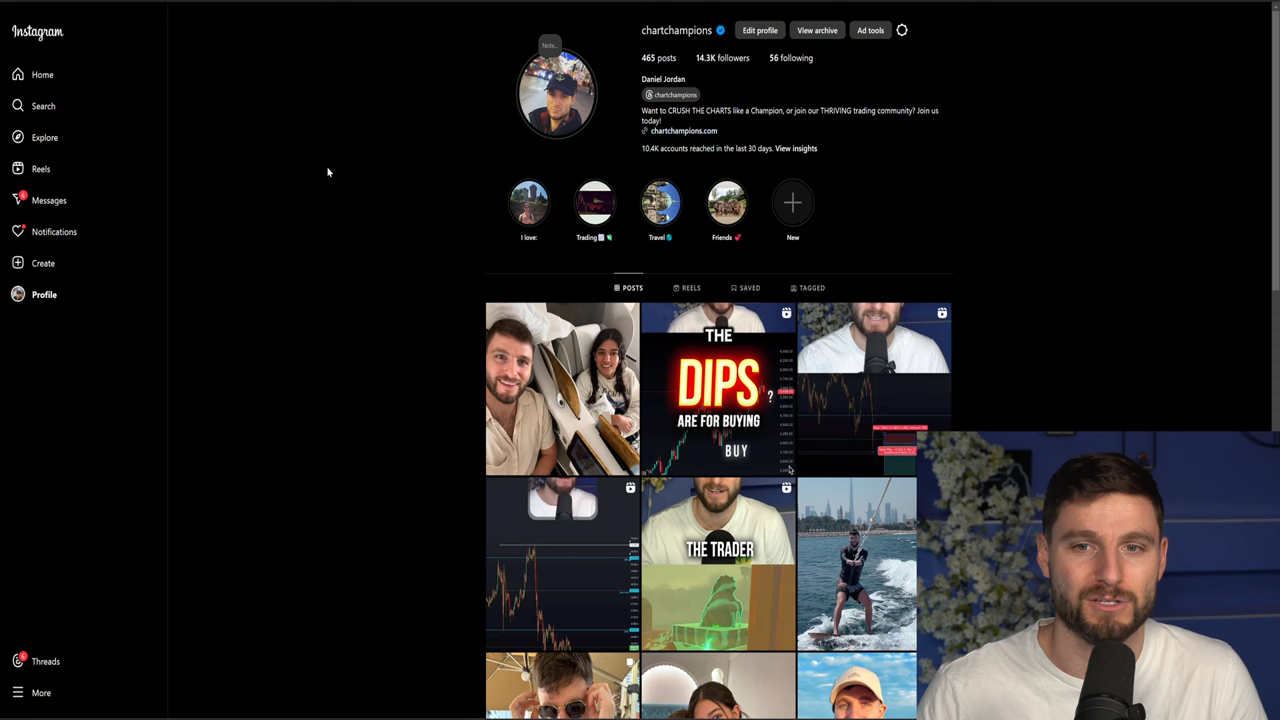 Instagram
Home
Search
Explore
Reels
6
Messages
Notifications
Create
Profile
6
Threads
More
Note...
chartchampions
Edit profile
View archive
Ad tools
465 posts
14.3K followers
56 following
Daniel Jordan
chartchampions
Want to CRUSH THE CHARTS like a Champion, or join our THRIVING trading community? Join us
today!
chartchampions.com
10.4K accounts reached in the last 30 days. View insights
I love:
Trading
Travel
Friends
New
POSTS
REELS
SAVED
TAGGED
THE
DIPS
?
ARE FOR BUYING
BUY
THE TRADER